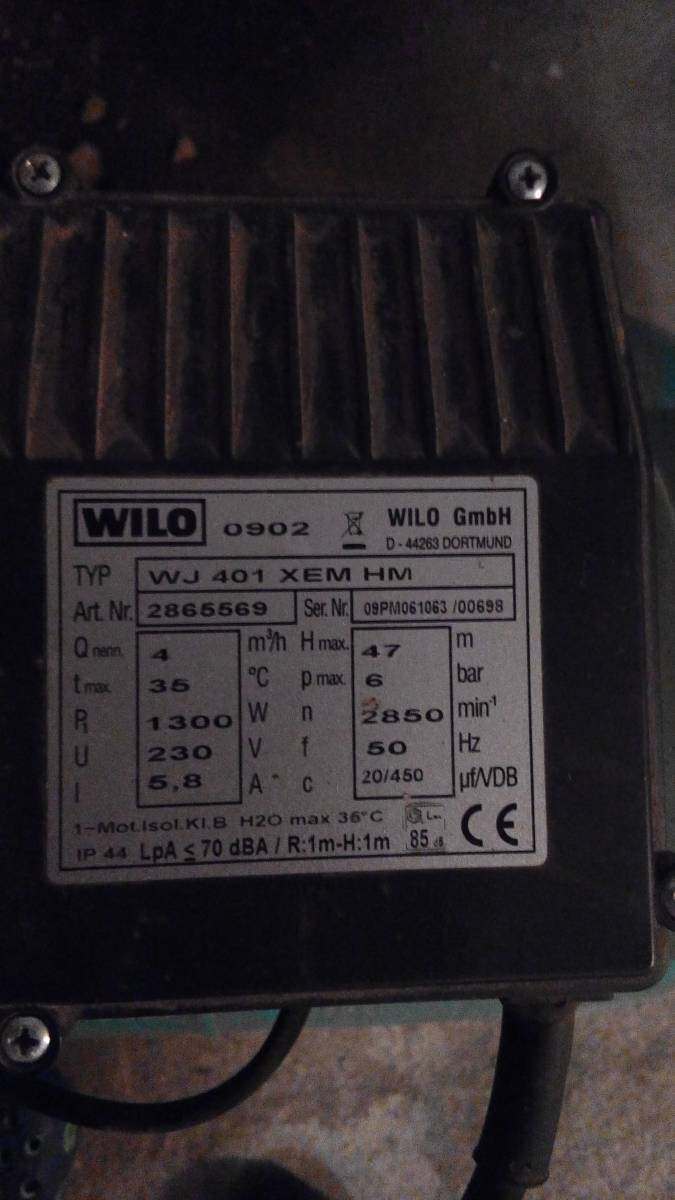 WILO 0902 WILO GmbH
D - 44263 DORTMUND
TYP WJ 401 XEM HM
Art. Nr. 2865569 Ser. Nr. 09PM061063 /00698
Q nenn. 4 m³/h H max. 47 m
t max. 35 °C p max. 6 bar
P₁ 1300 W n 2850 min⁻¹
U 230 V f 50 Hz
I 5,8 A c 20/450 µf/VDB
1-Mot.Isol.Kl.B H2O max 35°C
IP 44 LpA ≤ 70 dBA / R:1m-H:1m 85 dB CE